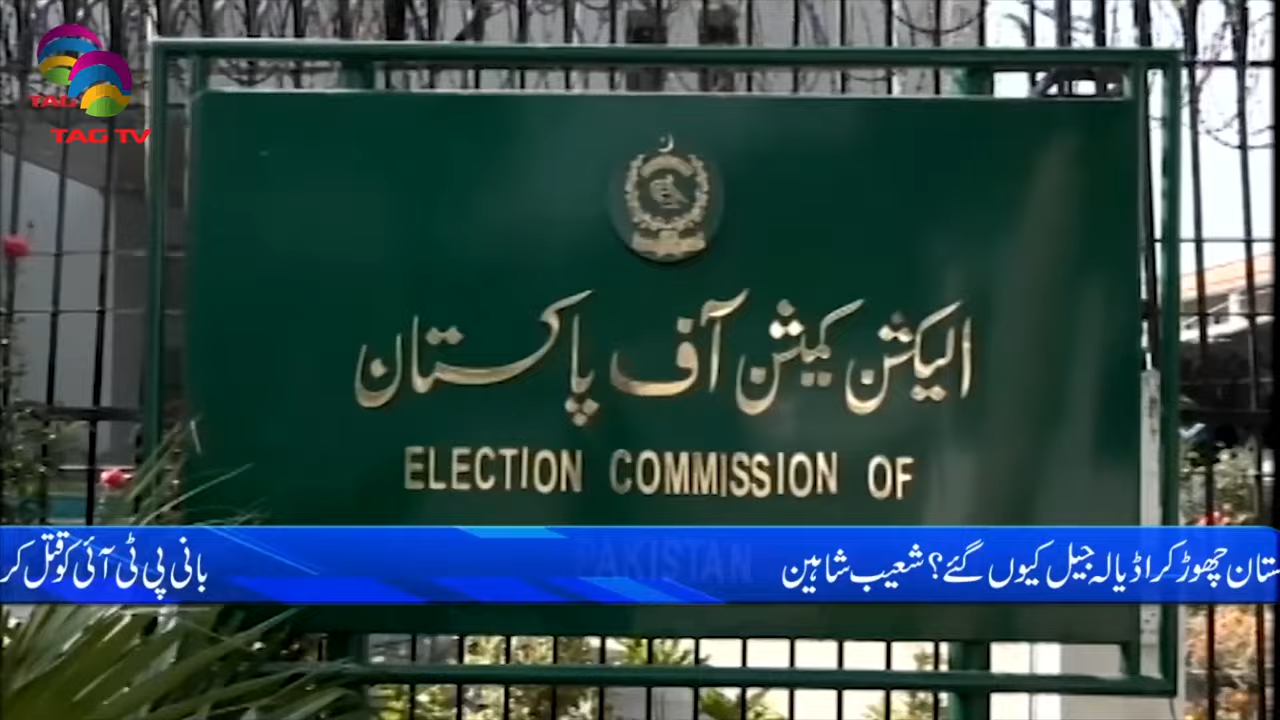 TAG TV
الیکشن کمیشن آف پاکستان
ELECTION COMMISSION OF
PAKISTAN
ستان چھوڑ کر اڈیالہ جیل کیوں گئے؟ شعیب شاہین
بانی پی ٹی آئی کو قتل کر